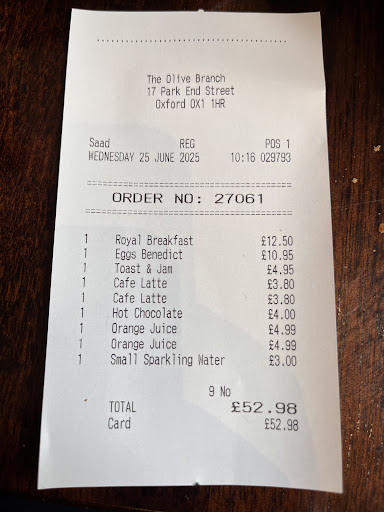 The Olive Branch
17 Park End Street
Oxford OX1 1HR
Saad REG POS 1
WEDNESDAY 25 JUNE 2025 10:16 029793
ORDER NO: 27061
1 Royal Breakfast £12.50
1 Eggs Benedict £10.95
1 Toast & Jam £4.95
1 Cafe Latte £3.80
1 Cafe Latte £3.80
1 Hot Chocolate £4.00
1 Orange Juice £4.99
1 Orange Juice £4.99
1 Small Sparkling Water £3.00
9 No
TOTAL £52.98
Card £52.98